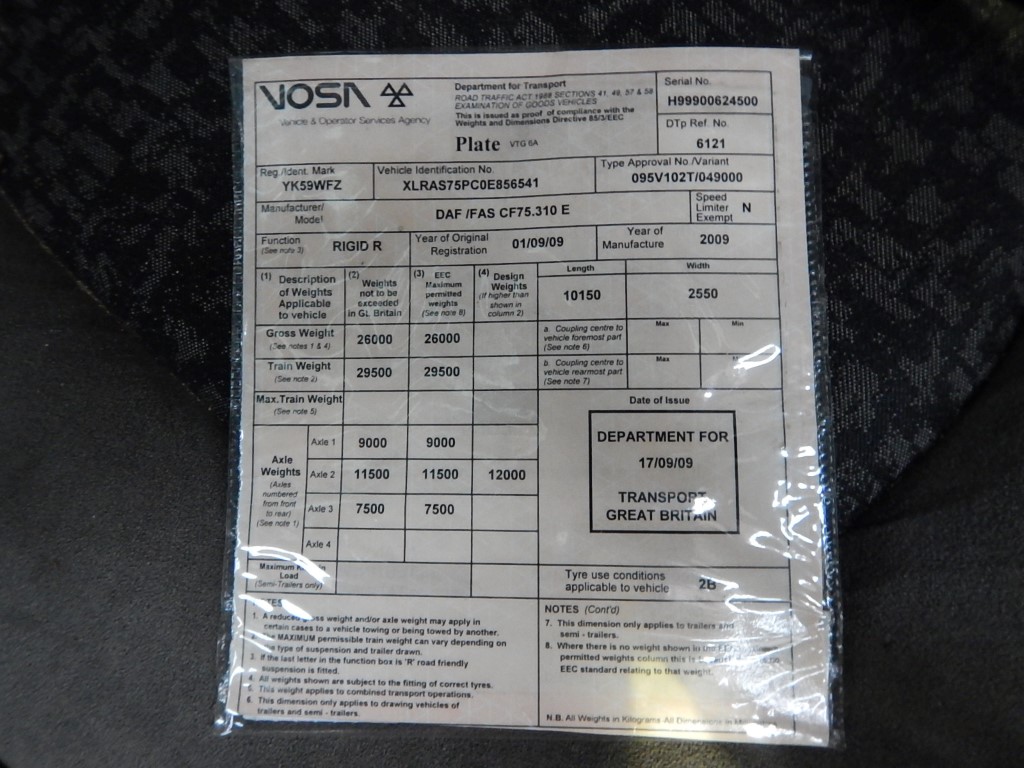 VOSA
Vehicle & Operator Services Agency
Department for Transport
ROAD TRAFFIC ACT 1988 SECTIONS 41, 49, 57 & 58
EXAMINATION OF GOODS VEHICLES
This is issued as proof of compliance with the
Weights and Dimensions Directive 85/3/EEC
Plate VTG 6A
Serial No.
H99900624500
DTp Ref. No.
6121
Reg./Ident. Mark
YK59WFZ
Vehicle Identification No.
XLRAS75PC0E856541
Type Approval No./Variant
095V102T/049000
Manufacturer/
Model
DAF /FAS CF75.310 E
Speed
Limiter N
Exempt
Function
(See note 3)
RIGID R
Year of Original
Registration
01/09/09
Year of
Manufacture
2009
(1) Description
of Weights
Applicable
to vehicle
(2) Weights
not to be
exceeded
in GL Britain
(3) EEC
Maximum
permitted
weights
(See note 8)
(4) Design
Weights
(If higher than
shown in
column 2)
Length
10150
Width
2550
Gross Weight
(See notes 1 & 4)
26000
26000
a. Coupling centre to
vehicle foremost part
(See note 6)
Max
Min
Train Weight
(See note 2)
29500
29500
b. Coupling centre to
vehicle rearmost part
(See note 7)
Max
Max.Train Weight
(See note 5)
Axle
Weights
(Axles
numbered
from front
to rear)
(See note 1)
Axle 1 9000 9000
Axle 2 11500 11500 12000
Axle 3 7500 7500
Axle 4
Maximum
Load
(Semi-Trailers only)
Date of Issue
DEPARTMENT FOR
17/09/09
TRANSPORT
GREAT BRITAIN
Tyre use conditions
applicable to vehicle
2B
1. A reduced gross weight and/or axle weight may apply in
certain cases to a vehicle towing or being towed by another.
MAXIMUM permissible train weight can vary depending on
type of suspension and trailer drawn.
3. If the last letter in the function box is 'R' road friendly
suspension is fitted.
4. All weights shown are subject to the fitting of correct tyres.
5. This weight applies to combined transport operations.
6. This dimension only applies to drawing vehicles of
trailers and semi - trailers.
NOTES (Cont'd)
7. This dimension only applies to trailers and
semi - trailers.
8. Where there is no weight shown in
permitted weights column this is
EEC standard relating to that weight.
N.B. All Weights in Kilograms All Dimensions in